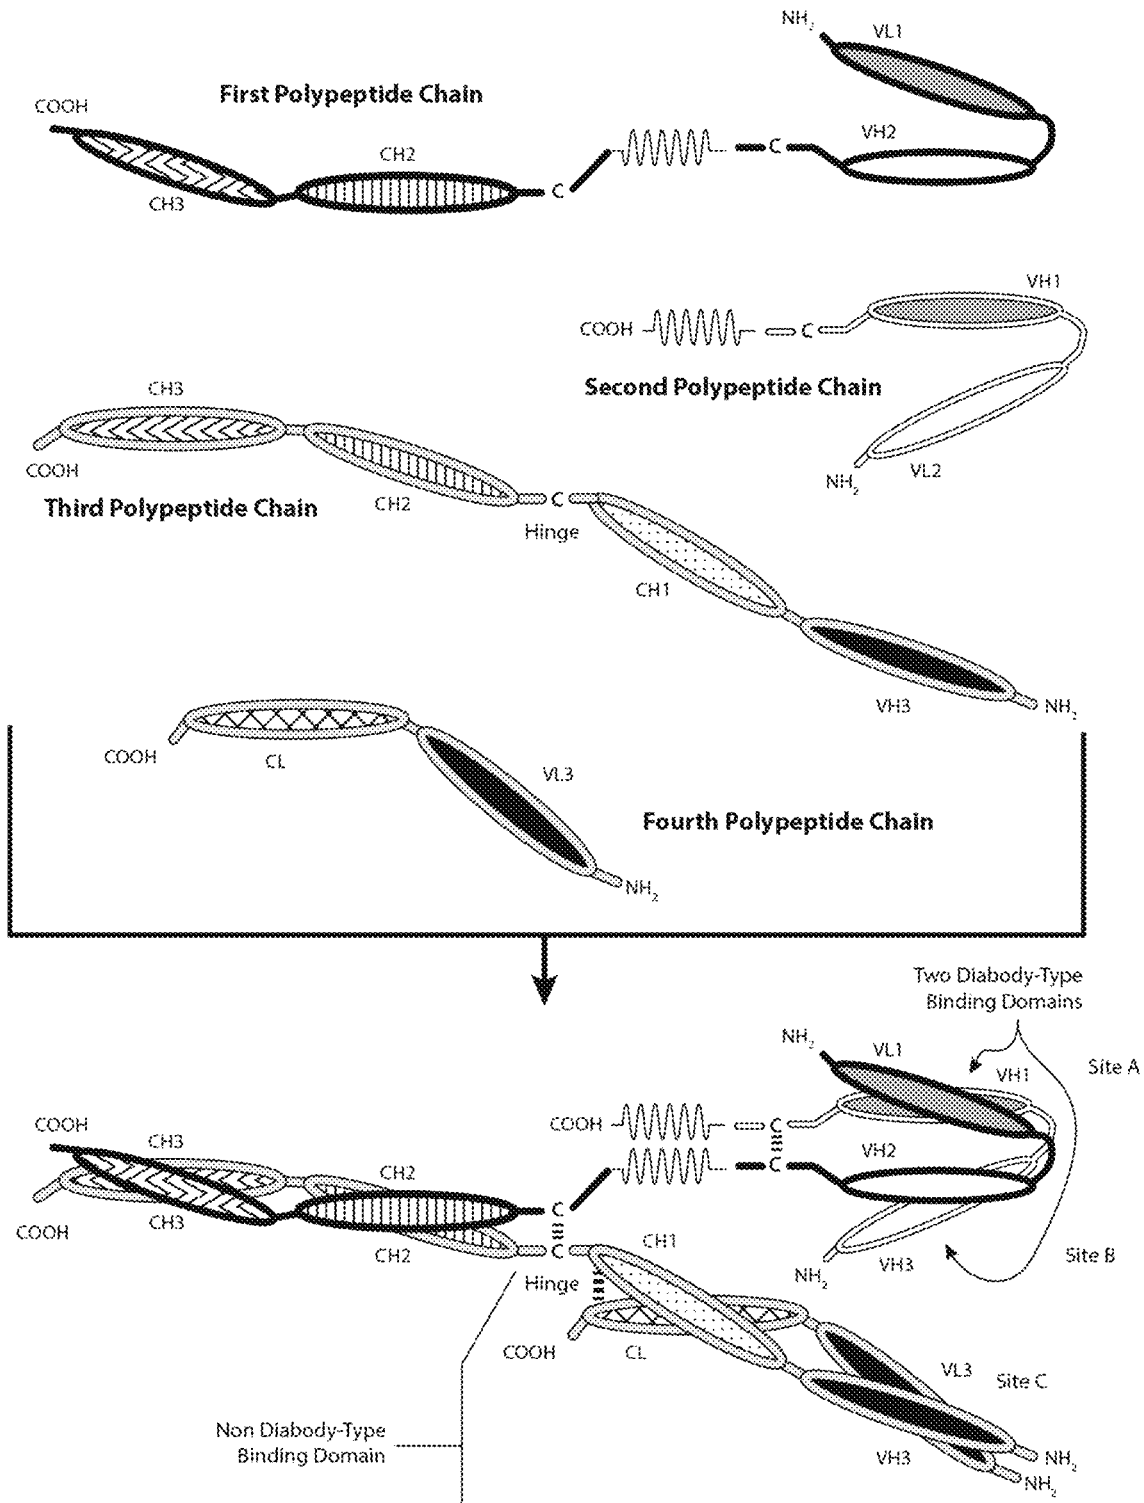 NH2
VL1
First Polypeptide Chain
COOH
CH2
VH2
C
C
CH3
VH1
COOH
C
Second Polypeptide Chain
CH3
COOH
VL2
NH2
Third Polypeptide Chain
CH2
C
Hinge
CH1
VH3
NH2
COOH
CL
VL3
Fourth Polypeptide Chain
NH2
Two Diabody-Type
Binding Domains
NH2
VL1
VH1
Site A
COOH
COOH
C
CH3
VH2
CH2
C
CH3
C
COOH
CH2
C
CH1
Site B
Hinge
VH3
NH2
COOH
CL
VL3
Site C
Non Diabody-Type
Binding Domain
VH3
NH2
NH2